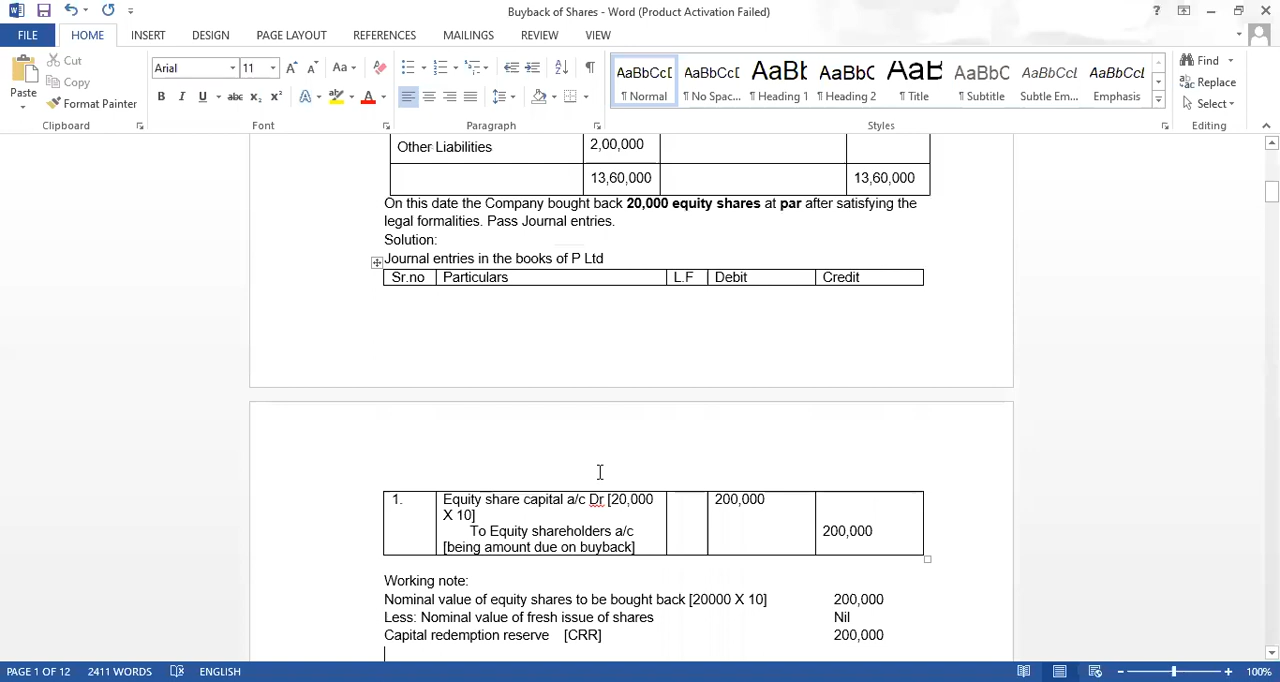 Buyback of Shares - Word (Product Activation Failed)
FILE HOME INSERT DESIGN PAGE LAYOUT REFERENCES MAILINGS REVIEW VIEW
Paste
Cut
Copy
Format Painter
Clipboard
Arial 11
Font
Paragraph
AaBbCcD AaBbCcD AaBb AaBbCc AaBb AaBbC AaBbCcL AaBbCcL
¶ Normal ¶ No Spac... ¶ Heading 1 ¶ Heading 2 ¶ Title ¶ Subtitle Subtle Em... Emphasis
Styles
Find
Replace
Select
Editing
Other Liabilities 2,00,000
13,60,000 13,60,000
On this date the Company bought back 20,000 equity shares at par after satisfying the
legal formalities. Pass Journal entries.
Solution:
Journal entries in the books of P Ltd
Sr.no Particulars L.F Debit Credit
1. Equity share capital a/c Dr [20,000 200,000
X 10]
To Equity shareholders a/c 200,000
[being amount due on buyback]
Working note:
Nominal value of equity shares to be bought back [20000 X 10] 200,000
Less: Nominal value of fresh issue of shares Nil
Capital redemption reserve [CRR] 200,000
PAGE 1 OF 12 2411 WORDS ENGLISH 100%